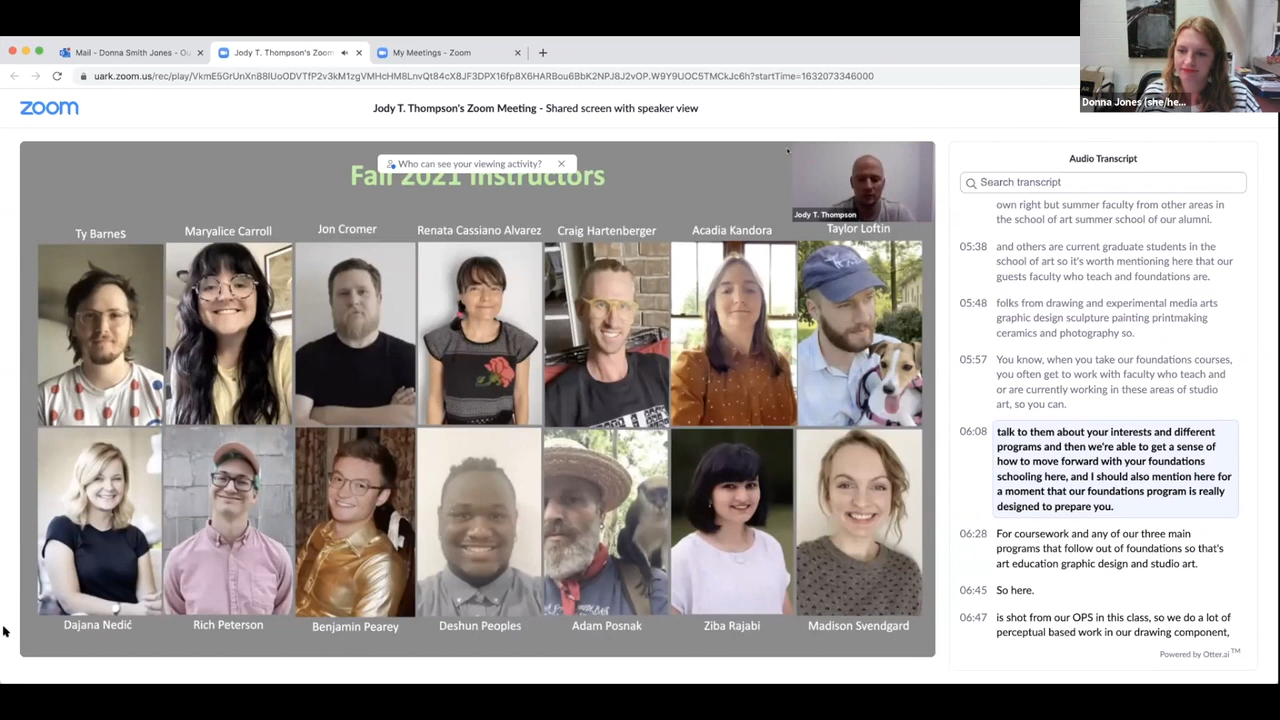 Mail - Donna Smith Jones - Ou
Jody T. Thompson's Zoom
My Meetings - Zoom
uark.zoom.us/rec/play/VkmE5GrUnXn88IUoODVTfP2v3kM1zgVMHcHM8LnvQt84cX8JF3DPX16fp8X6HARBou6BbK2NPJ8J2vOP.W9Y9UOC5TMCkJc6h?startTime=1632073346000
Donna Jones (she/he...
zoom
Jody T. Thompson's Zoom Meeting - Shared screen with speaker view
Who can see your viewing activity?
Fall 2021 Instructors
Jody T. Thompson
Ty Barnes
Maryalice Carroll
Jon Cromer
Renata Cassiano Alvarez
Craig Hartenberger
Acadia Kandora
Taylor Loftin
Dajana Nedić
Rich Peterson
Benjamin Pearey
Deshun Peoples
Adam Posnak
Ziba Rajabi
Madison Svendgard
Audio Transcript
Search transcript
own right but summer faculty from other areas in
the school of art summer school of our alumni.
05:38 and others are current graduate students in the
school of art so it's worth mentioning here that our
guests faculty who teach and foundations are.
05:48 folks from drawing and experimental media arts
graphic design sculpture painting printmaking
ceramics and photography so.
05:57 You know, when you take our foundations courses,
you often get to work with faculty who teach and
or are currently working in these areas of studio
art, so you can.
06:08 talk to them about your interests and different
programs and then we're able to get a sense of
how to move forward with your foundations
schooling here, and I should also mention here for
a moment that our foundations program is really
designed to prepare you.
06:28 For coursework and any of our three main
programs that follow out of foundations so that's
art education graphic design and studio art.
06:45 So here.
06:47 is shot from our OPS in this class, so we do a lot of
perceptual based work in our drawing component,
Powered by Otter.ai TM